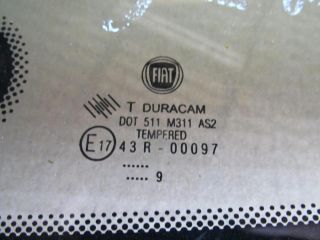 FIAT
T DURACAM
DOT 511 M311 AS2
TEMPERED
E17 43 R - 00097
......
...... 9